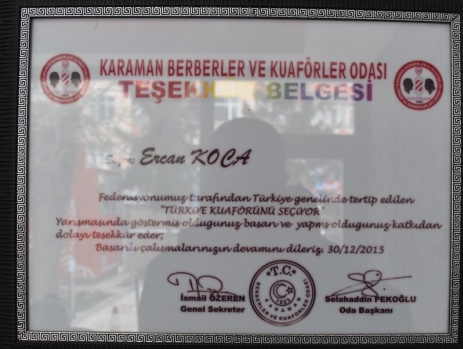 KARAMAN BERBERLER VE KUAFÖRLER ODASI
TEŞEKKÜR BELGESİ
Sayın: Ercan KOCA
Federasyonumuz tarafından Türkiye genelinde tertip edilen
"TÜRKİYE KUAFÖRÜNÜ SEÇİYOR"
Yarışmasında göstermiş olduğunuz başarı ve yapmış olduğunuz katkıdan
dolayı teşekkür eder;
Başarılı çalışmalarınızın devamını dileriz. 30/12/2015
T.C.
İsmail ÖZEREN
Genel Sekreter
Selahaddin PEKOĞLU
Oda Başkanı